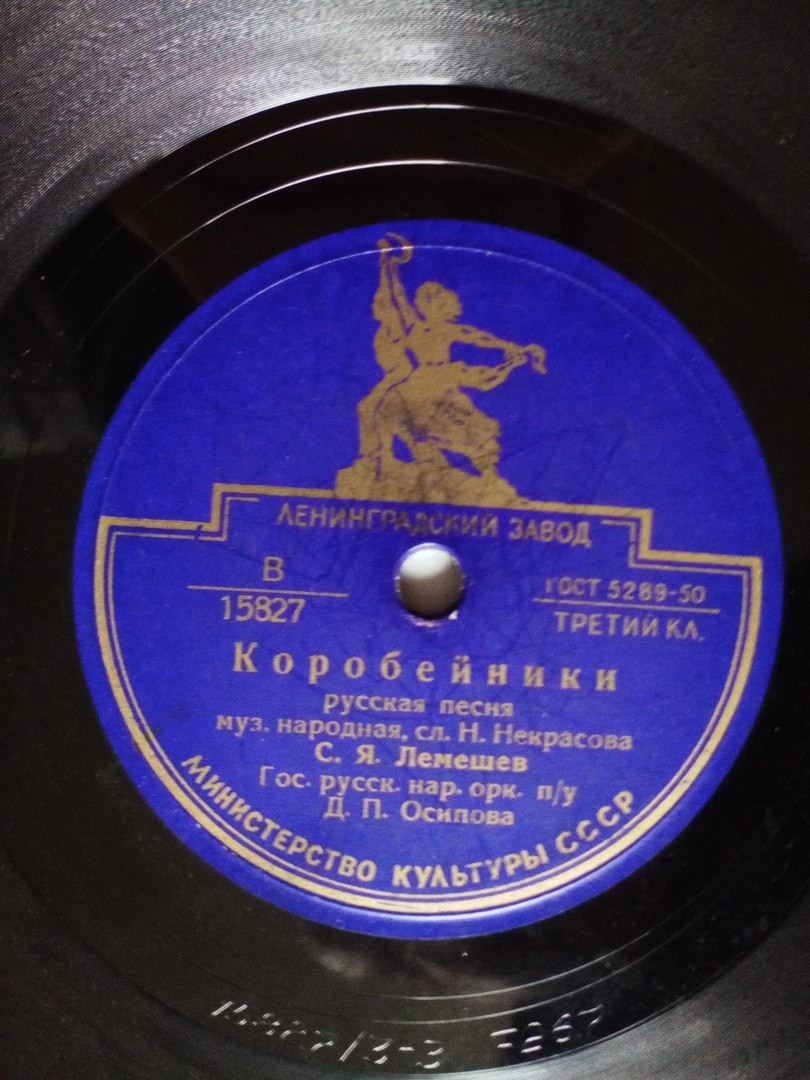 ЛЕНИНГРАДСКИЙ ЗАВОД
В
15827
ГОСТ 5289-50
ТРЕТИЙ КЛ.
Коробейники
русская песня
муз. народная, сл. Н. Некрасова
С. Я. Лемешев
Гос. русск. нар. орк. п/у
Д. П. Осипова
МИНИСТЕРСТВО КУЛЬТУРЫ СССР